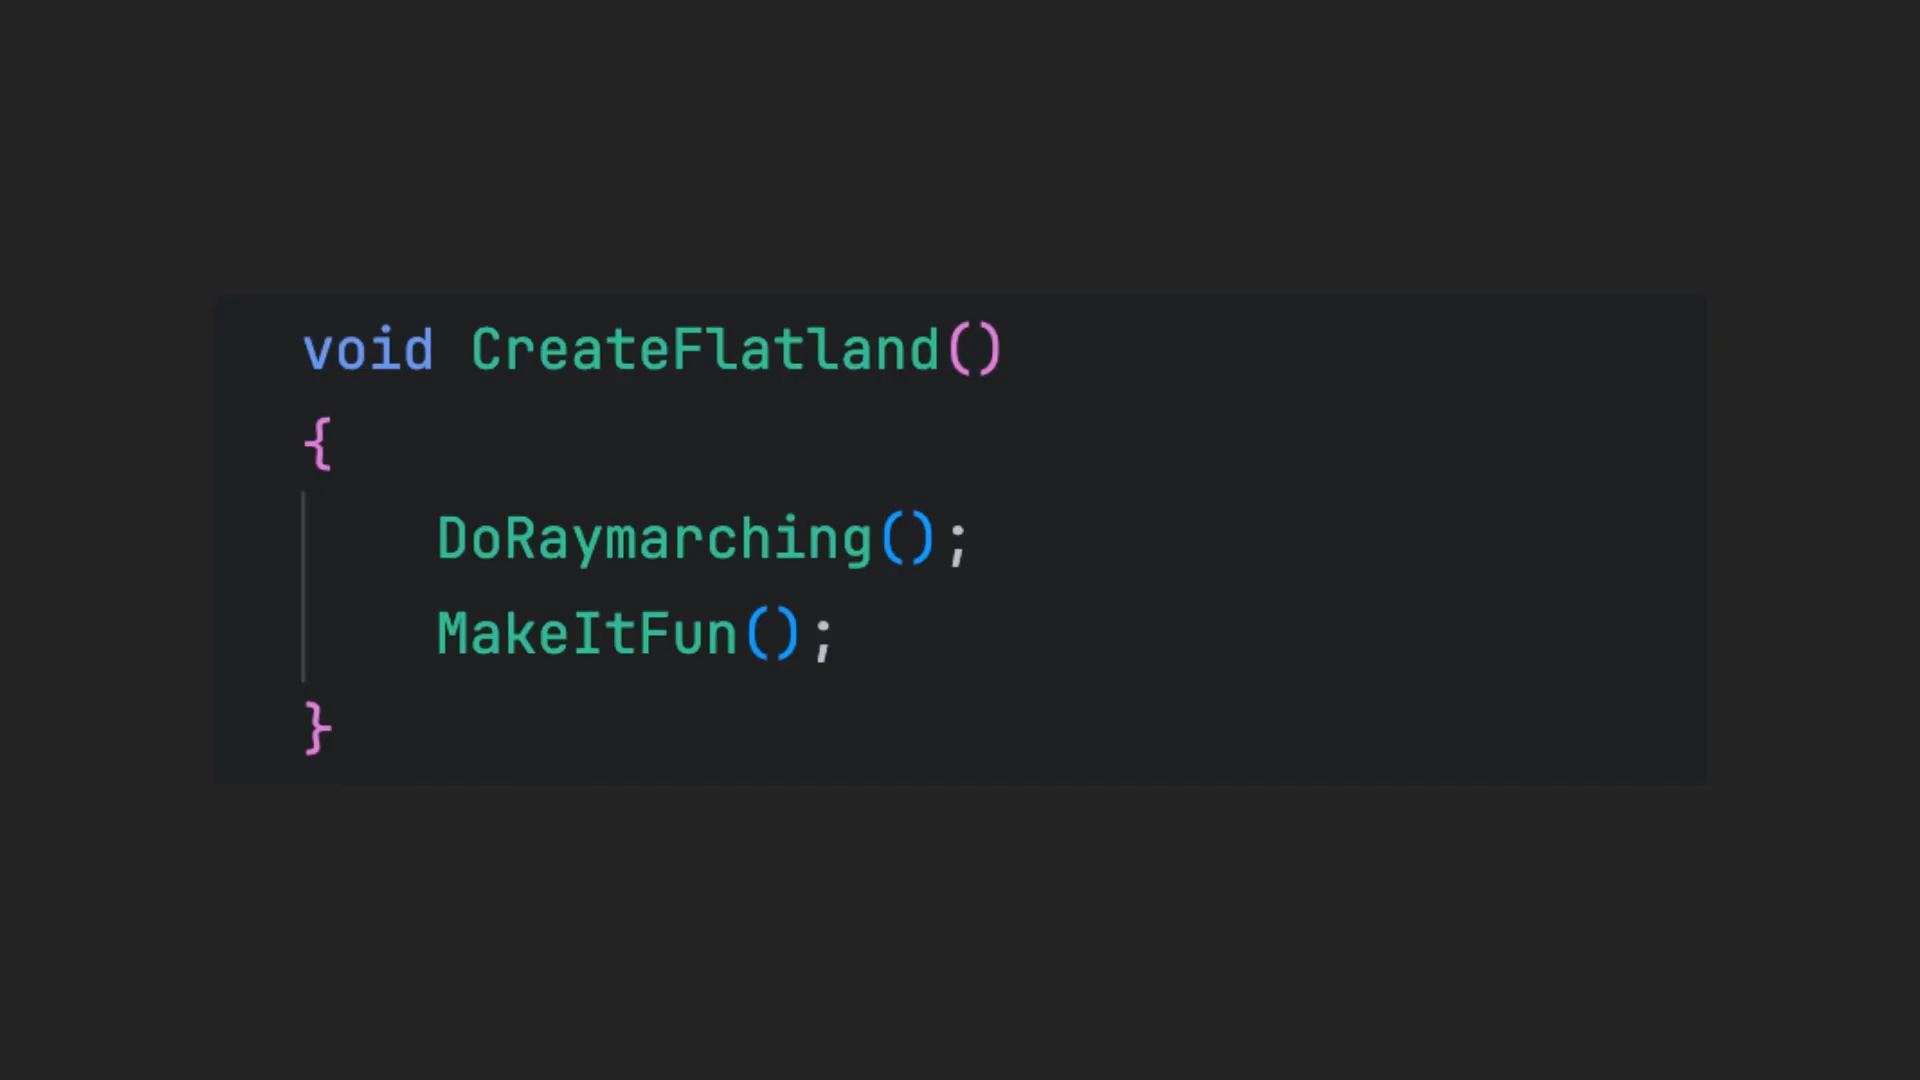 void CreateFlatland()
{
DoRaymarching();
MakeItFun();
}